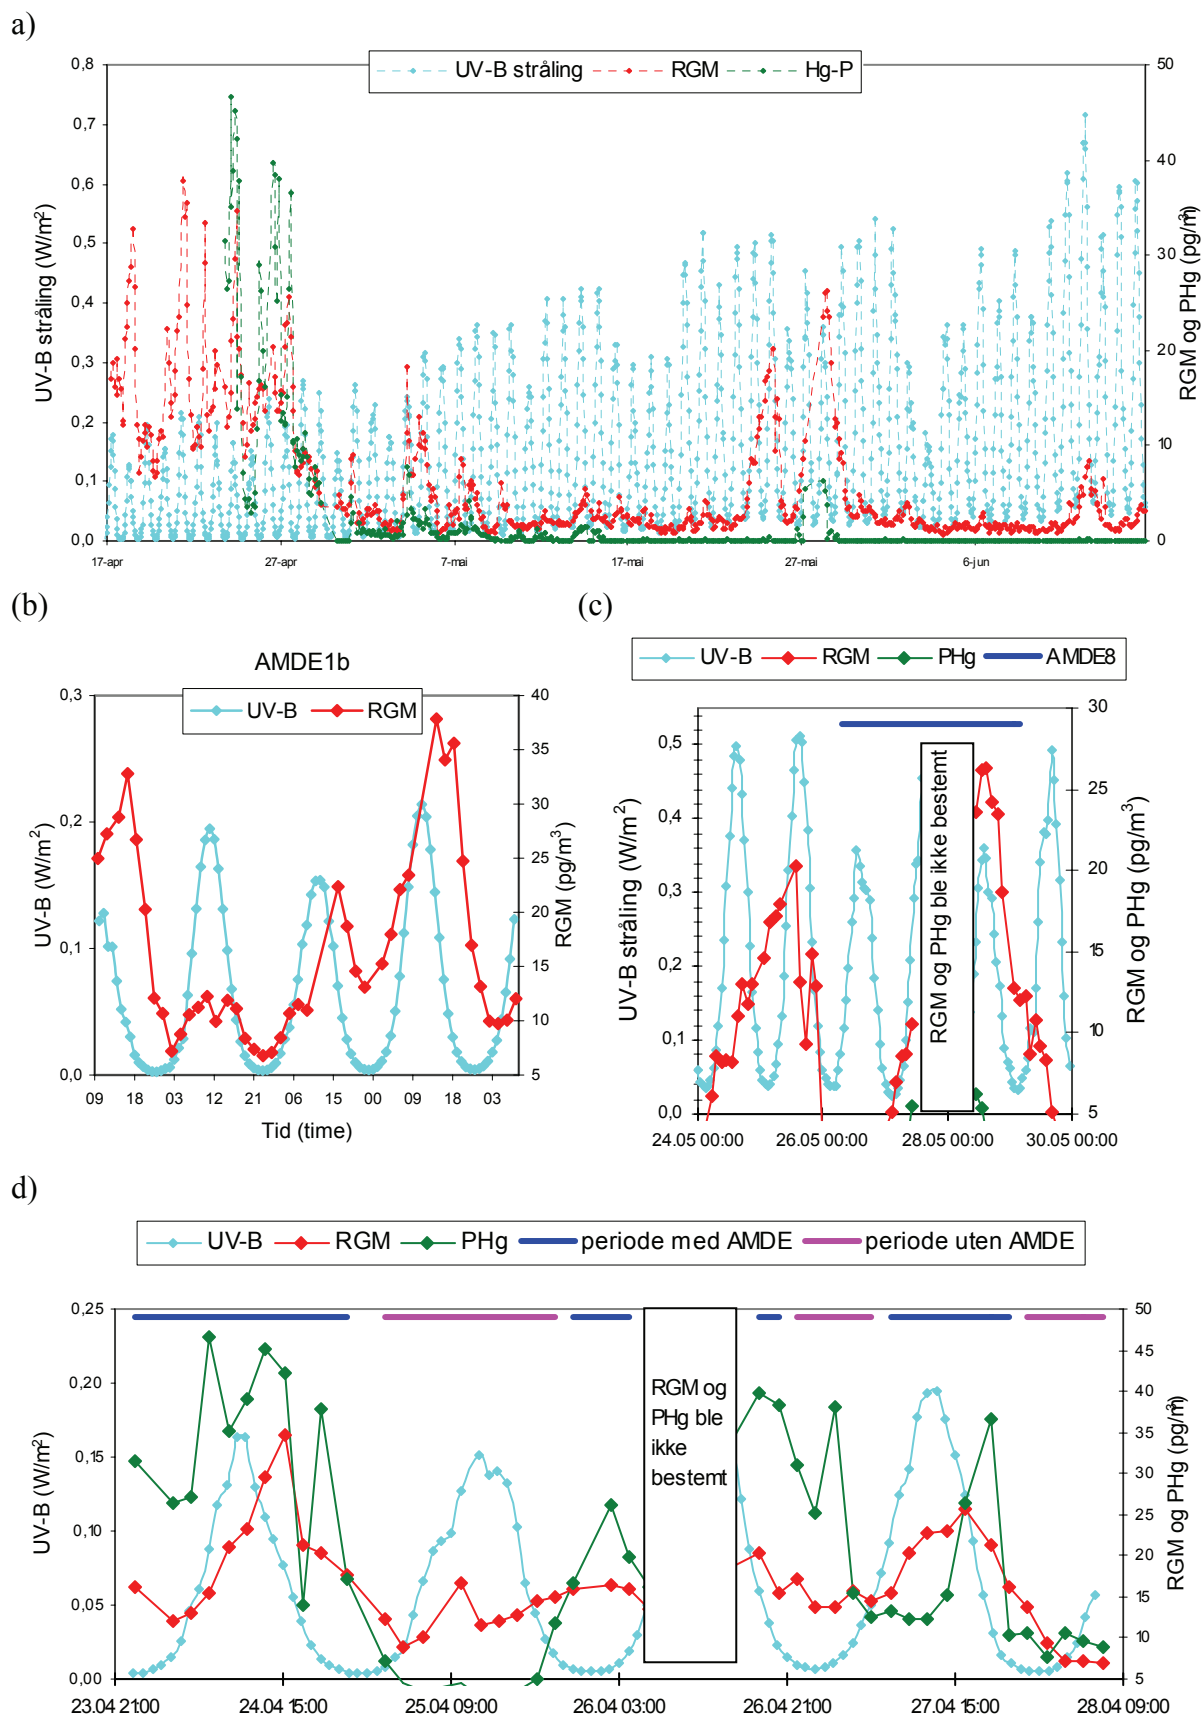 a)
UV-B stråling RGM Hg-P
0,8
0,7
0,6
0,5
0,4
0,3
0,2
0,1
0,0
UV-B stråling (W/m²)
50
40
30
20
10
0
RGM og PHg (pg/m³)
17-apr 27-apr 7-mai 17-mai 27-mai 6-jun
(b)
AMDE1b
UV-B RGM
0,3
0,2
0,1
0,0
UV-B (W/m²)
40
35
30
25
20
15
10
5
RGM (pg/m³)
09 18 03 12 21 06 15 00 09 18 03
Tid (time)
(c)
UV-B RGM PHg AMDE8
0,5
0,4
0,3
0,2
0,1
0,0
UV-B stråling (W/m²)
RGM og PHg ble ikke bestemt
30
25
20
15
10
5
RGM og PHg (pg/m³)
24.05 00:00 26.05 00:00 28.05 00:00 30.05 00:00
d)
UV-B RGM PHg periode med AMDE periode uten AMDE
0,25
0,20
0,15
0,10
0,05
0,00
UV-B (W/m²)
RGM og
PHg ble
ikke
bestemt
50
45
40
35
30
25
20
15
10
5
RGM og PHg (pg/m³)
23.04 21:00 24.04 15:00 25.04 09:00 26.04 03:00 26.04 21:00 27.04 15:00 28.04 09:00